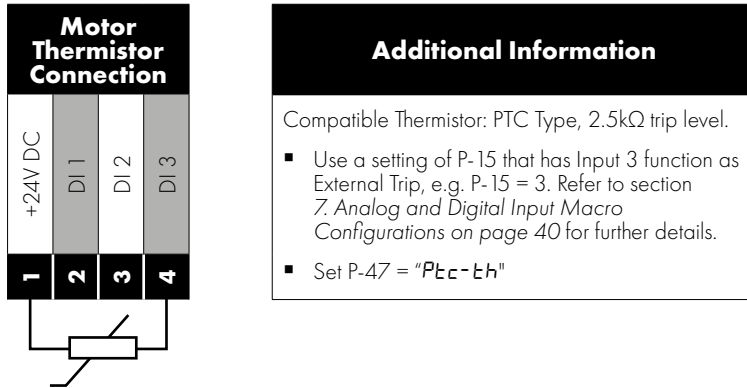 Motor
Thermistor
Connection
+24V DC
DI 1
DI 2
DI 3
1
2
3
4
Additional Information
Compatible Thermistor: PTC Type, 2.5kΩ trip level.
▪ Use a setting of P-15 that has Input 3 function as
External Trip, e.g. P-15 = 3. Refer to section
7. Analog and Digital Input Macro
Configurations on page 40 for further details.
▪ Set P-47 = "Ptc-th"